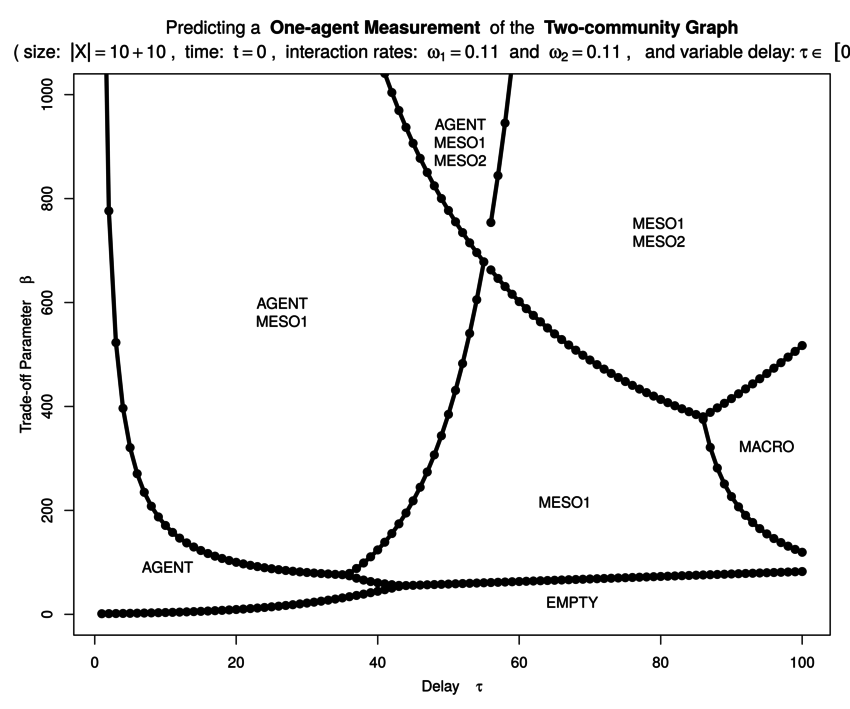 Predicting a One-agent Measurement of the Two-community Graph
( size: |X| = 10 + 10 , time: t = 0 , interaction rates: ω1 = 0.11 and ω2 = 0.11 , and variable delay: τ ∈ [0
1000
800
600
400
200
0
Trade-off Parameter β
AGENT
MESO1
MESO2
MESO1
MESO2
AGENT
MESO1
MACRO
MESO1
AGENT
EMPTY
0 20 40 60 80 100
Delay τ